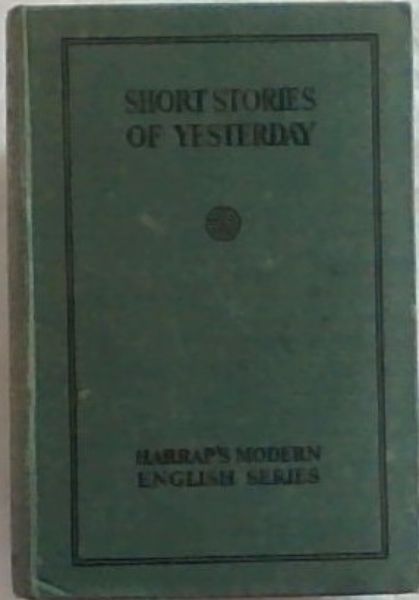 SHORT STORIES
OF YESTERDAY
HARRAP'S MODERN
ENGLISH SERIES